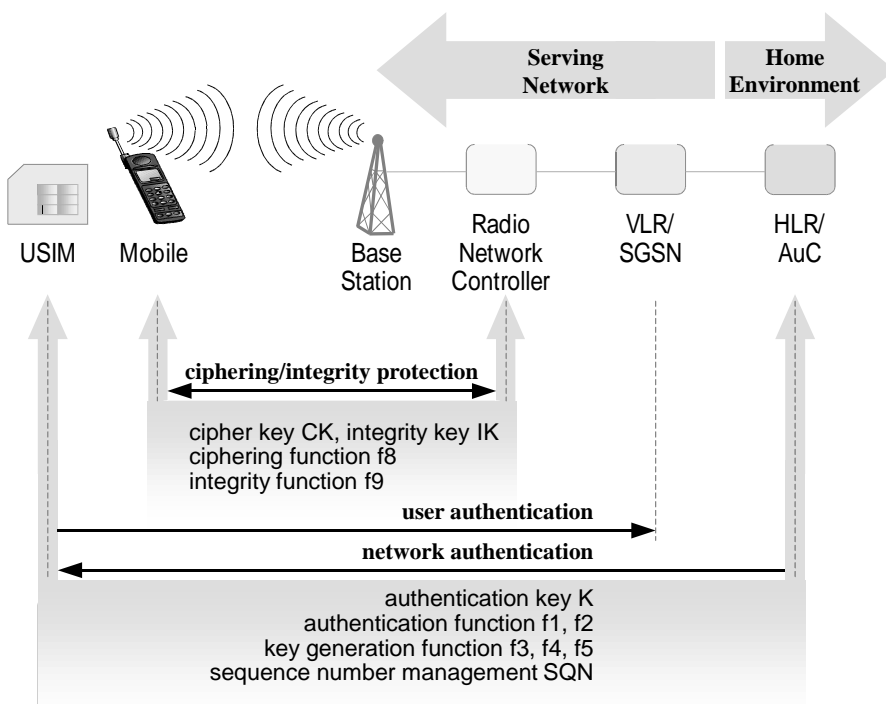 Serving
Network
Home
Environment
USIM
Mobile
Base
Station
Radio
Network
Controller
VLR/
SGSN
HLR/
AuC
ciphering/integrity protection
cipher key CK, integrity key IK
ciphering function f8
integrity function f9
user authentication
network authentication
authentication key K
authentication function f1, f2
key generation function f3, f4, f5
sequence number management SQN